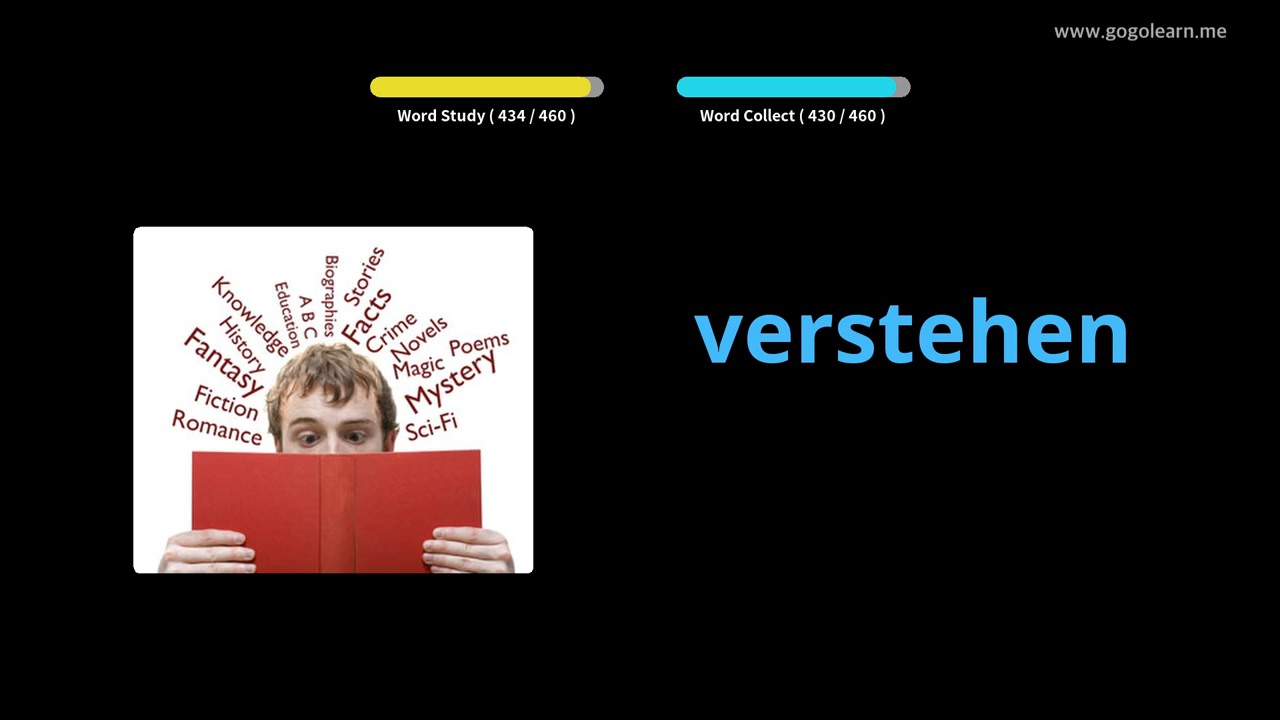 www.gogolearn.me
Word Study ( 434 / 460 )
Word Collect ( 430 / 460 )
verstehen
Romance
Fiction
Fantasy
History
Knowledge
Education
A B C
Biographies
Stories
Facts
Crime
Novels
Magic
Poems
Mystery
Sci-Fi